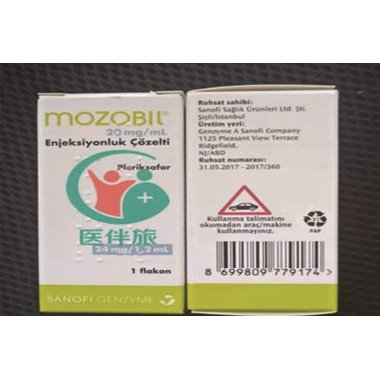 MOZOBIL®
20 mg/mL
Enjeksiyonluk Çözelti
Pleriksafor
医伴旅
24 mg/1,2 mL
1 flakon
SANOFI GENZYME
Ruhsat sahibi:
Sanofi Sağlık Ürünleri Ltd. Şti.
Şişli/İstanbul
Üretim yeri:
Genzyme A Sanofi Company
1125 Pleasant View Terrace
Ridgefield,
NJ/ABD
Ruhsat numarası:
31.05.2017 - 2017/360
Kullanma talimatını
okumadan araç/makine
kullanmayınız.
PAP
8 699809 779174 >